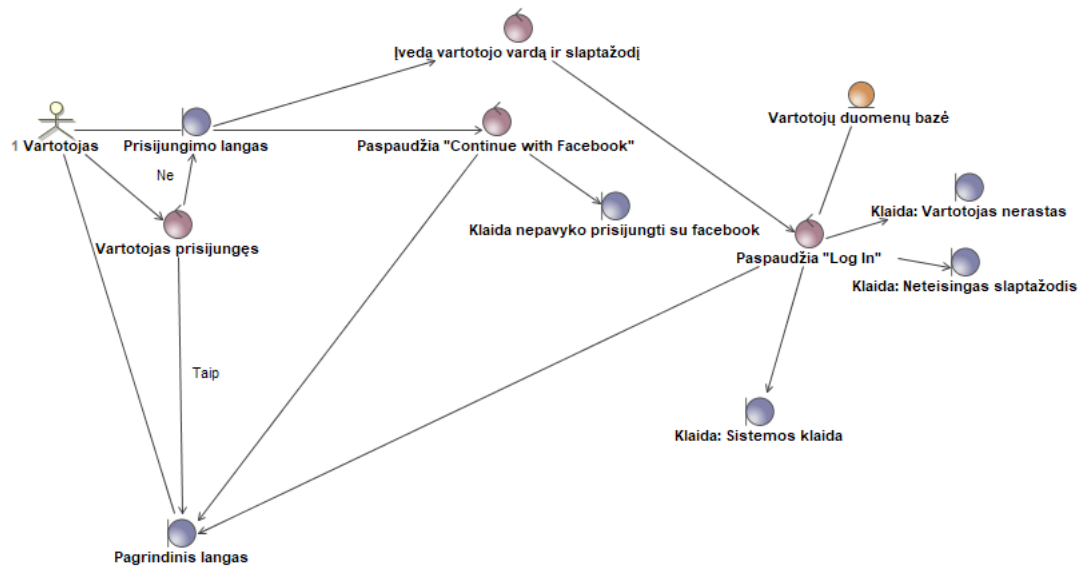 Įveda vartotojo vardą ir slaptažodį
Vartotojų duomenų bazė
1 Vartotojas
Prisijungimo langas
Paspaudžia "Continue with Facebook"
Ne
Klaida: Vartotojas nerastas
Klaida nepavyko prisijungti su facebook
Vartotojas prisijungęs
Paspaudžia "Log In"
Klaida: Neteisingas slaptažodis
Taip
Klaida: Sistemos klaida
Pagrindinis langas